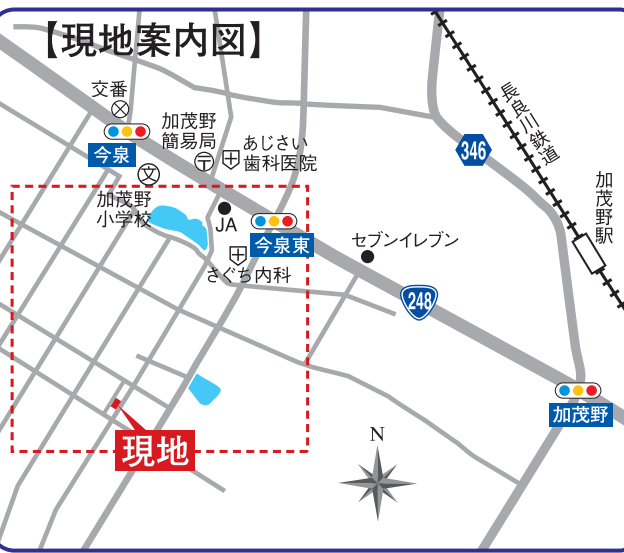 【現地案内図】
交番
今泉
加茂野
簡易局
あじさい
歯科医院
文
加茂野
小学校
JA
今泉東
さぐち内科
セブンイレブン
346
長良川鉄道
加茂野駅
248
加茂野
現地
N